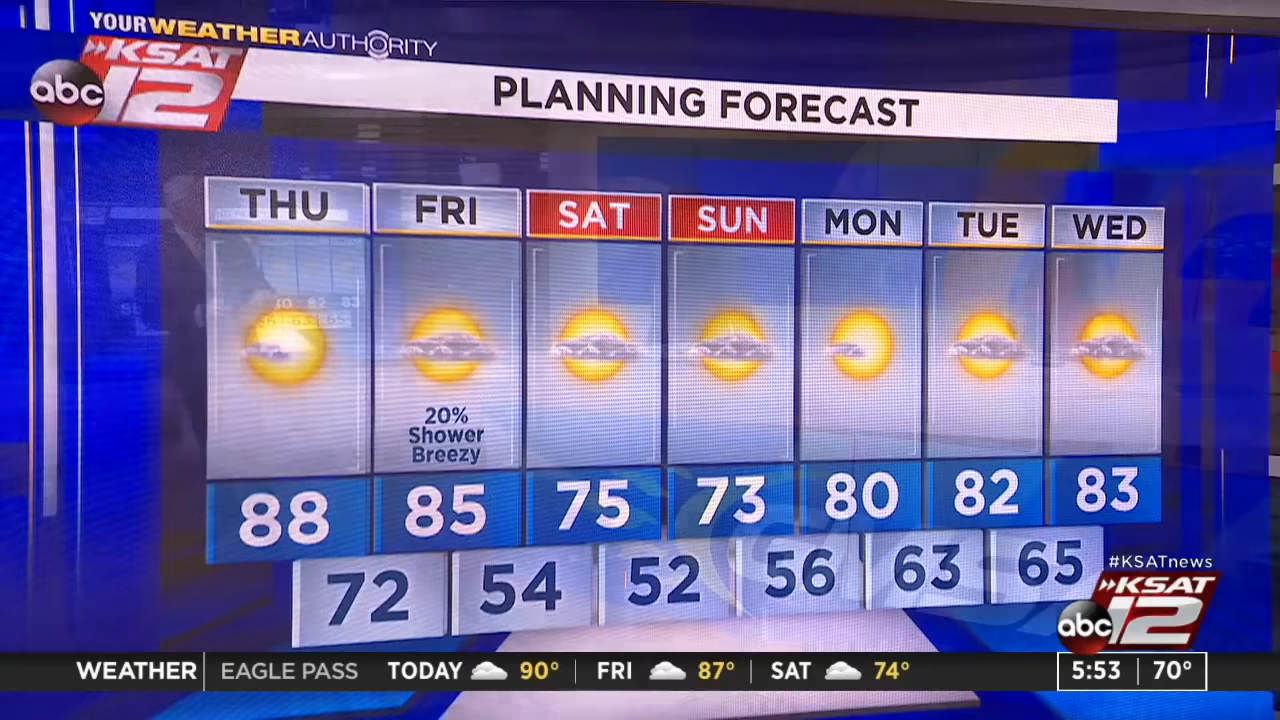 YOUR WEATHER AUTHORITY
KSAT
abc 12
PLANNING FORECAST
THU FRI SAT SUN MON TUE WED
20%
Shower
Breezy
88 85 75 73 80 82 83
72 54 52 56 63 65
#KSATnews
KSAT
abc 12
WEATHER EAGLE PASS TODAY 90° FRI 87° SAT 74° 5:53 70°